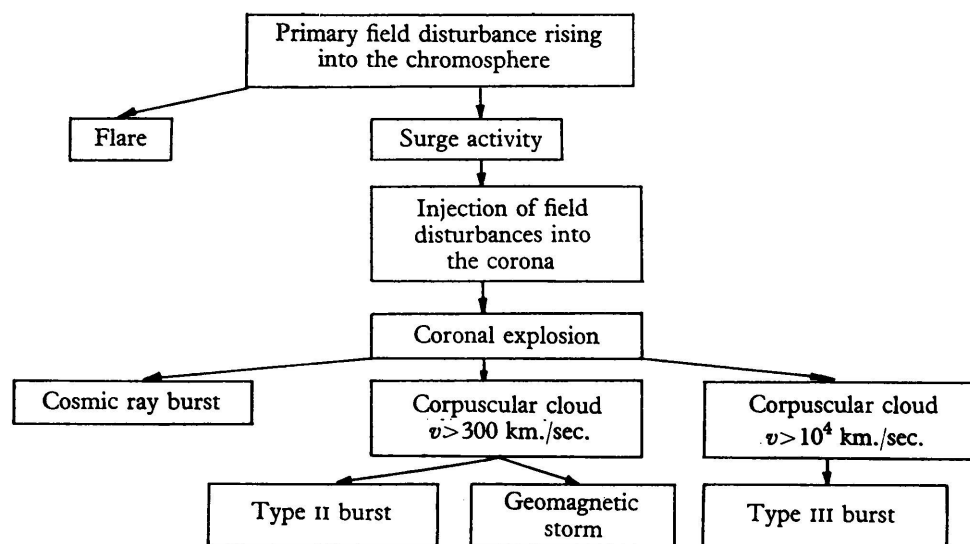 Primary field disturbance rising
into the chromosphere
Flare
Surge activity
Injection of field
disturbances into
the corona
Coronal explosion
Cosmic ray burst
Corpuscular cloud
v>300 km./sec.
Corpuscular cloud
v>10⁴ km./sec.
Type II burst
Geomagnetic
storm
Type III burst